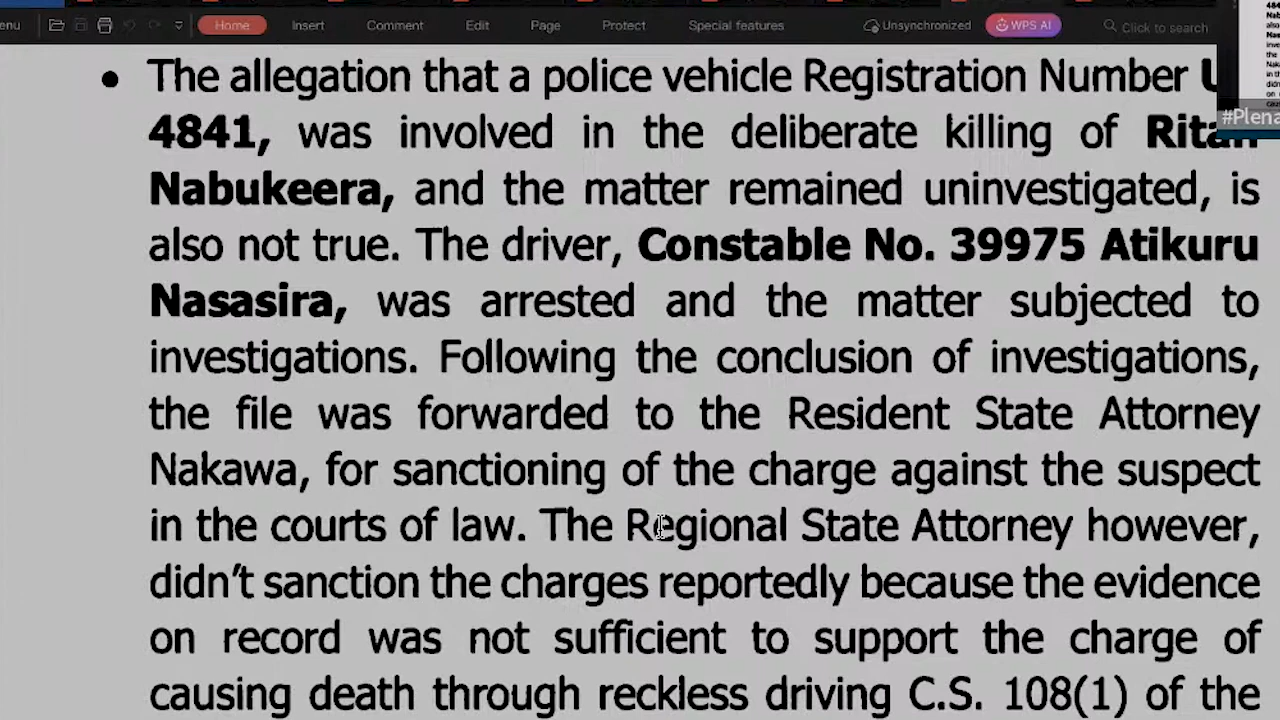 enu Home Insert Comment Edit Page Protect Special features Unsynchronized WPS AI Click to search
#Plena
The allegation that a police vehicle Registration Number
4841, was involved in the deliberate killing of Ritah
Nabukeera, and the matter remained uninvestigated, is
also not true. The driver, Constable No. 39975 Atikuru
Nasasira, was arrested and the matter subjected to
investigations. Following the conclusion of investigations,
the file was forwarded to the Resident State Attorney
Nakawa, for sanctioning of the charge against the suspect
in the courts of law. The Regional State Attorney however,
didn’t sanction the charges reportedly because the evidence
on record was not sufficient to support the charge of
causing death through reckless driving C.S. 108(1) of the